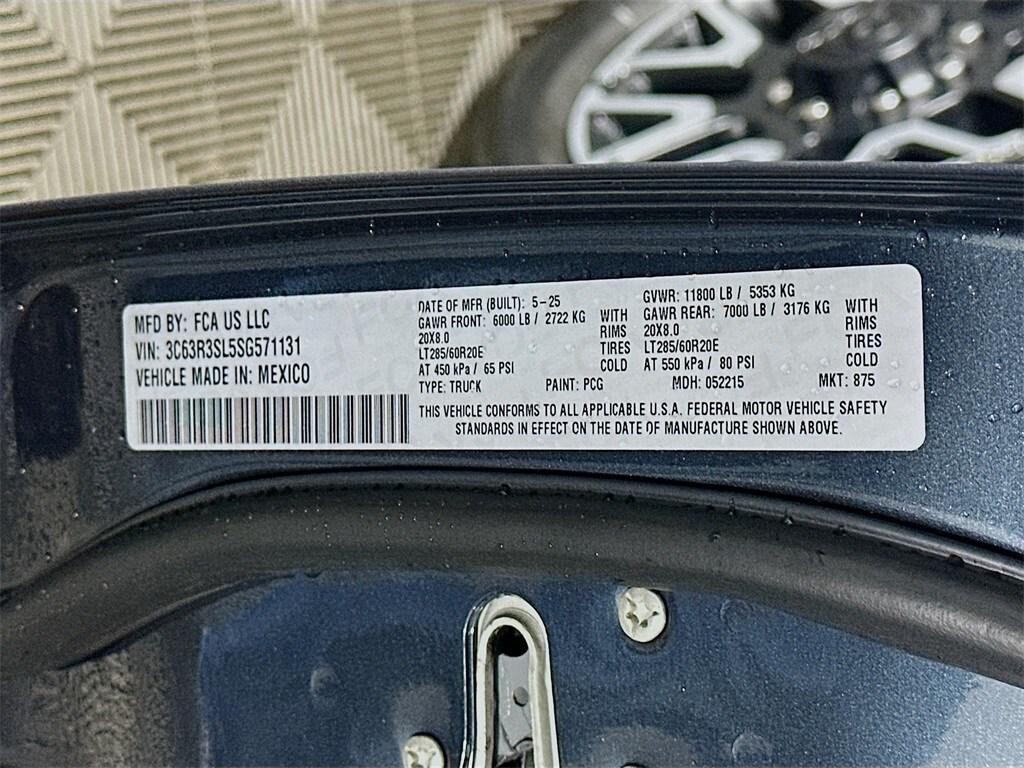 MFD BY: FCA US LLC
VIN: 3C63R3SL5SG571131
VEHICLE MADE IN: MEXICO
DATE OF MFR (BUILT): 5-25
GAWR FRONT: 6000 LB / 2722 KG WITH
20X8.0 RIMS
LT285/60R20E TIRES
AT 450 kPa / 65 PSI COLD
GVWR: 11800 LB / 5353 KG
GAWR REAR: 7000 LB / 3176 KG WITH
20X8.0 RIMS
LT285/60R20E TIRES
AT 550 kPa / 80 PSI COLD
TYPE: TRUCK PAINT: PCG MDH: 052215 MKT: 875
THIS VEHICLE CONFORMS TO ALL APPLICABLE U.S.A. FEDERAL MOTOR VEHICLE SAFETY
STANDARDS IN EFFECT ON THE DATE OF MANUFACTURE SHOWN ABOVE.